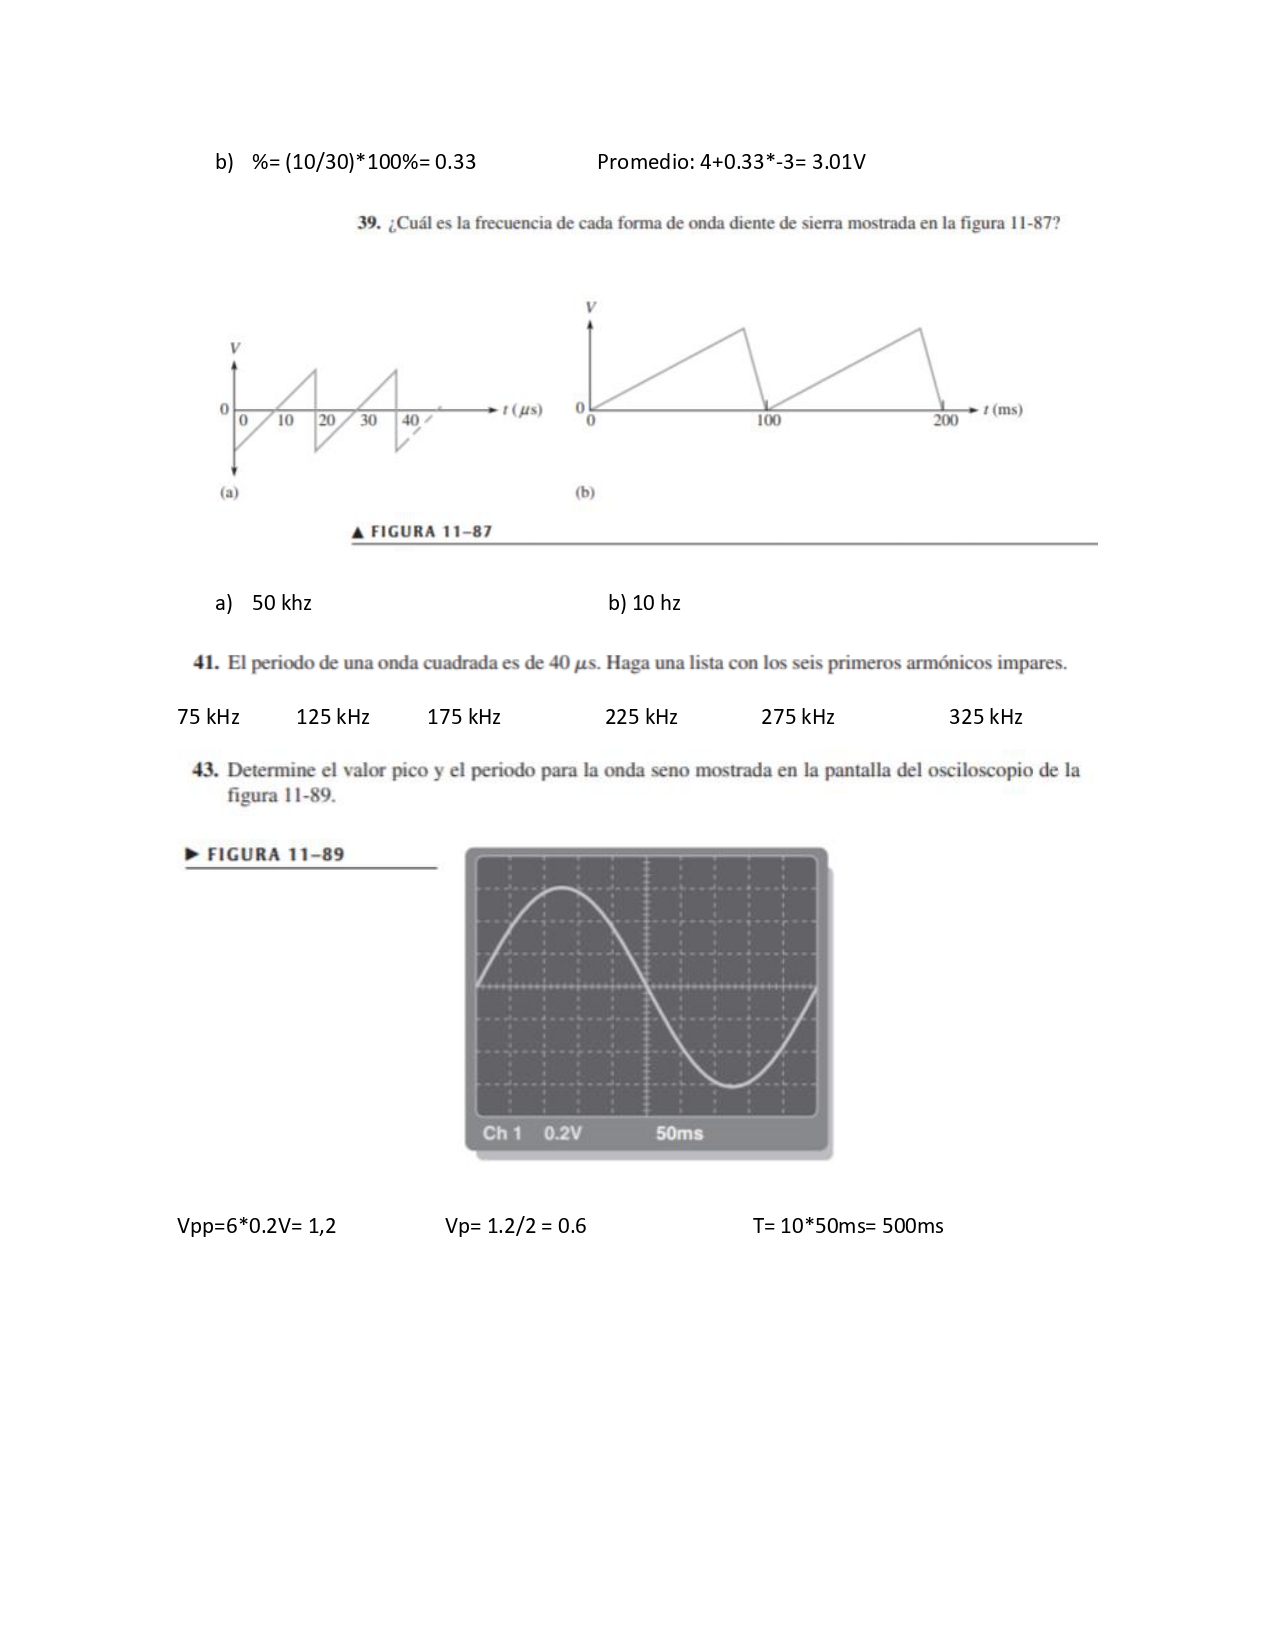 b) %= (10/30)*100%= 0.33 Promedio: 4+0.33*-3= 3.01V
39. ¿Cuál es la frecuencia de cada forma de onda diente de sierra mostrada en la figura 11-87?
V
V
0
0 10 20 30 40 t (μs)
0
0 100 200 t (ms)
(a) (b)
▲ FIGURA 11–87
a) 50 khz b) 10 hz
41. El periodo de una onda cuadrada es de 40 μs. Haga una lista con los seis primeros armónicos impares.
75 kHz 125 kHz 175 kHz 225 kHz 275 kHz 325 kHz
43. Determine el valor pico y el periodo para la onda seno mostrada en la pantalla del osciloscopio de la
figura 11-89.
► FIGURA 11–89
Ch 1 0.2V 50ms
Vpp=6*0.2V= 1,2 Vp= 1.2/2 = 0.6 T= 10*50ms= 500ms